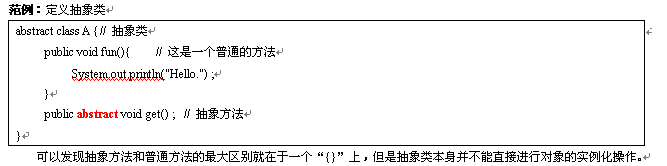 范例：定义抽象类
abstract class A { // 抽象类
public void fun(){ // 这是一个普通的方法
System.out.println("Hello.") ;
}
public abstract void get() ; // 抽象方法
}
可以发现抽象方法和普通方法的最大区别就在于一个“{}”上，但是抽象类本身并不能直接进行对象的实例化操作。